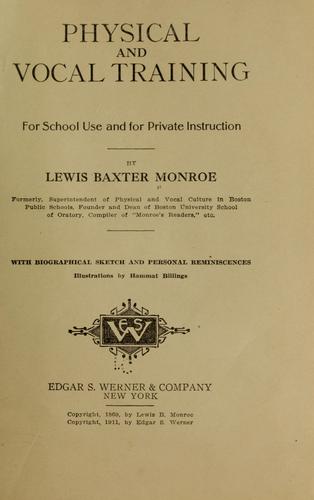 PHYSICAL
AND
VOCAL TRAINING
For School Use and for Private Instruction
BY
LEWIS BAXTER MONROE
Formerly, Superintendent of Physical and Vocal Culture in Boston
Public Schools, Founder and Dean of Boston University School
of Oratory, Compiler of "Monroe's Readers," etc.
WITH BIOGRAPHICAL SKETCH AND PERSONAL REMINISCENCES
Illustrations by Hammat Billings
ESW
EDGAR S. WERNER & COMPANY
NEW YORK
Copyright, 1869, by Lewis B. Monroe
Copyright, 1911, by Edgar S. Werner